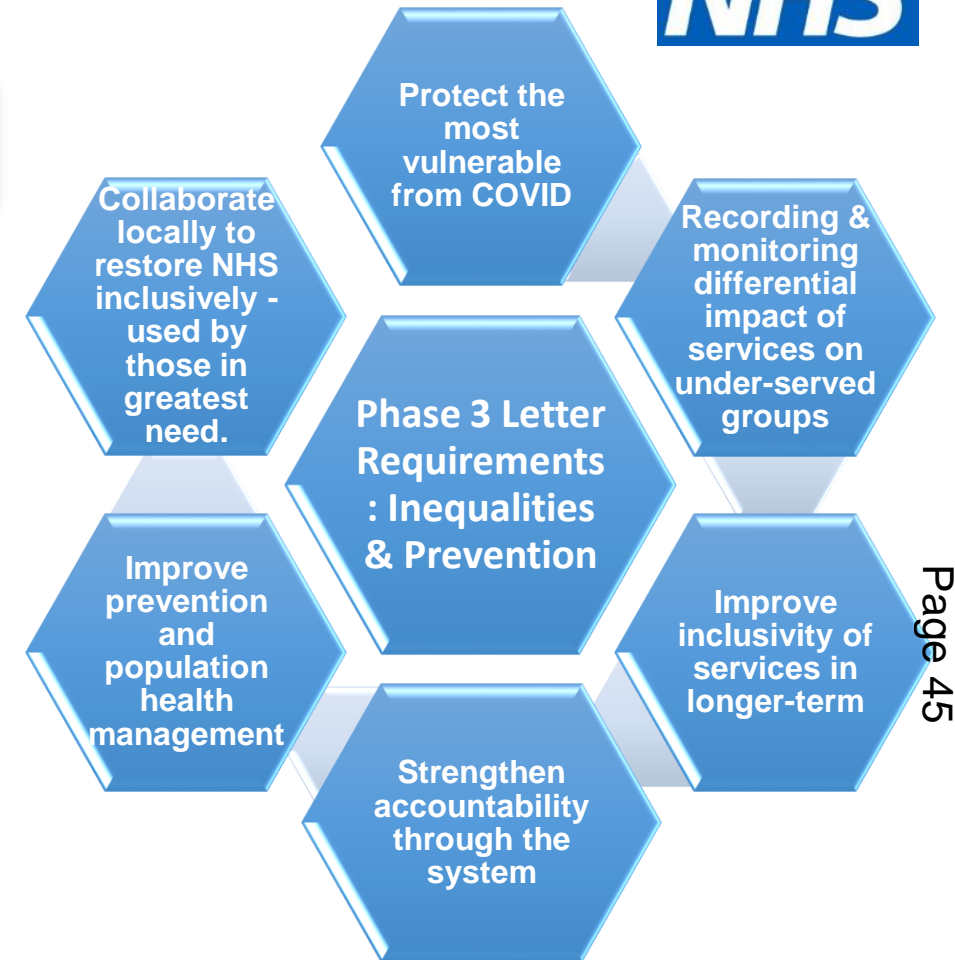 NHS
Protect the
most
vulnerable
from COVID
Collaborate
locally to
restore NHS
inclusively -
used by
those in
greatest
need.
Recording &
monitoring
differential
impact of
services on
under-served
groups
Phase 3 Letter
Requirements
: Inequalities
& Prevention
Improve
prevention
and
population
health
management
Improve
inclusivity of
services in
longer-term
Strengthen
accountability
through the
system
Page 45